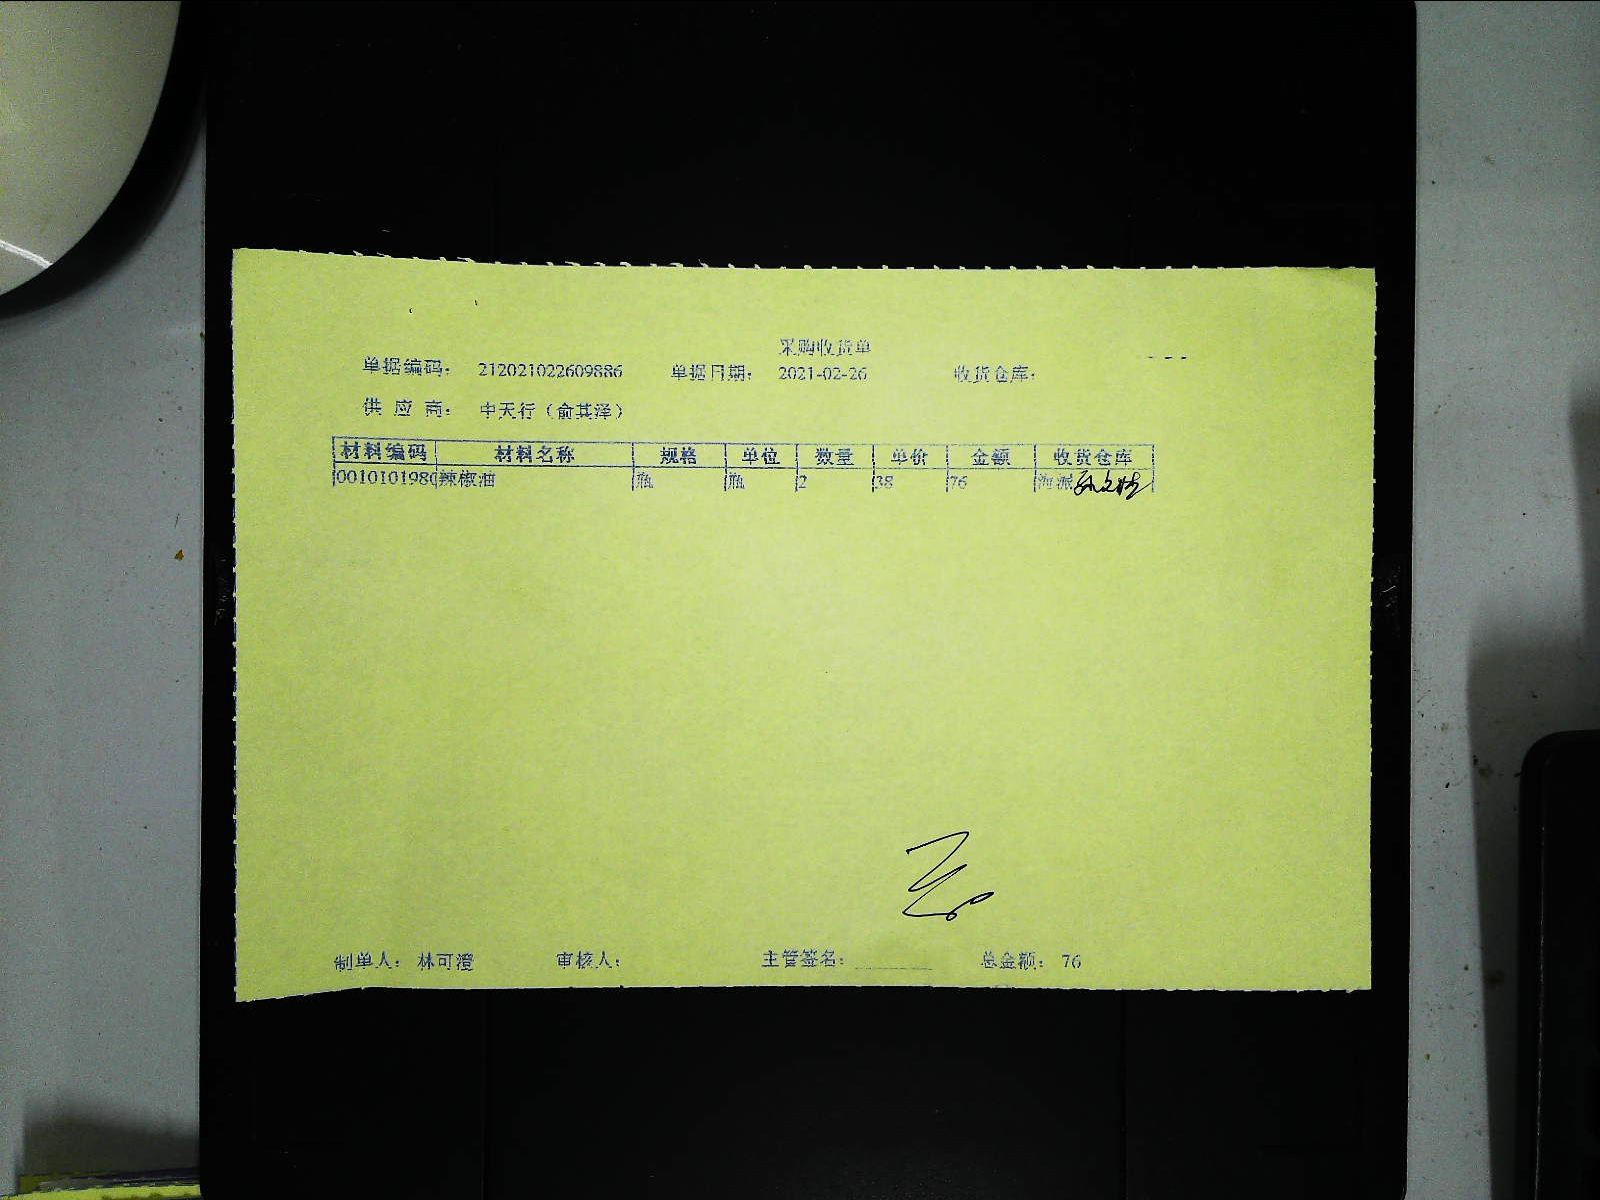 采购收货单
单据编码： 212021022609886 单据日期： 2021-02-26 收货仓库：
供 应 商： 中天行（俞其泽）
材料编码 材料名称 规格 单位 数量 单价 金额 收货仓库
0010101980 辣椒油 瓶 瓶 2 38 76 海派
制单人： 林可澄 审核人： 主管签名： 总金额： 76